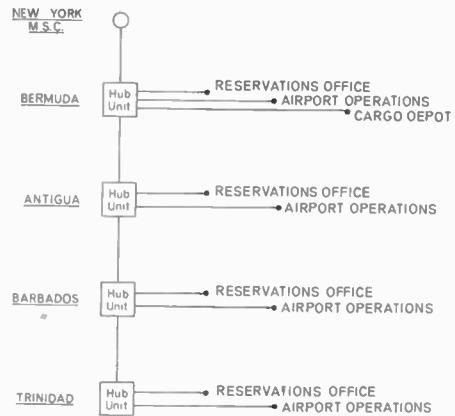 NEW YORK
M.S.C.
BERMUDA
Hub
Unit
RESERVATIONS OFFICE
AIRPORT OPERATIONS
CARGO DEPOT
ANTIGUA
Hub
Unit
RESERVATIONS OFFICE
AIRPORT OPERATIONS
BARBADOS
Hub
Unit
RESERVATIONS OFFICE
AIRPORT OPERATIONS
TRINIDAD
Hub
Unit
RESERVATIONS OFFICE
AIRPORT OPERATIONS